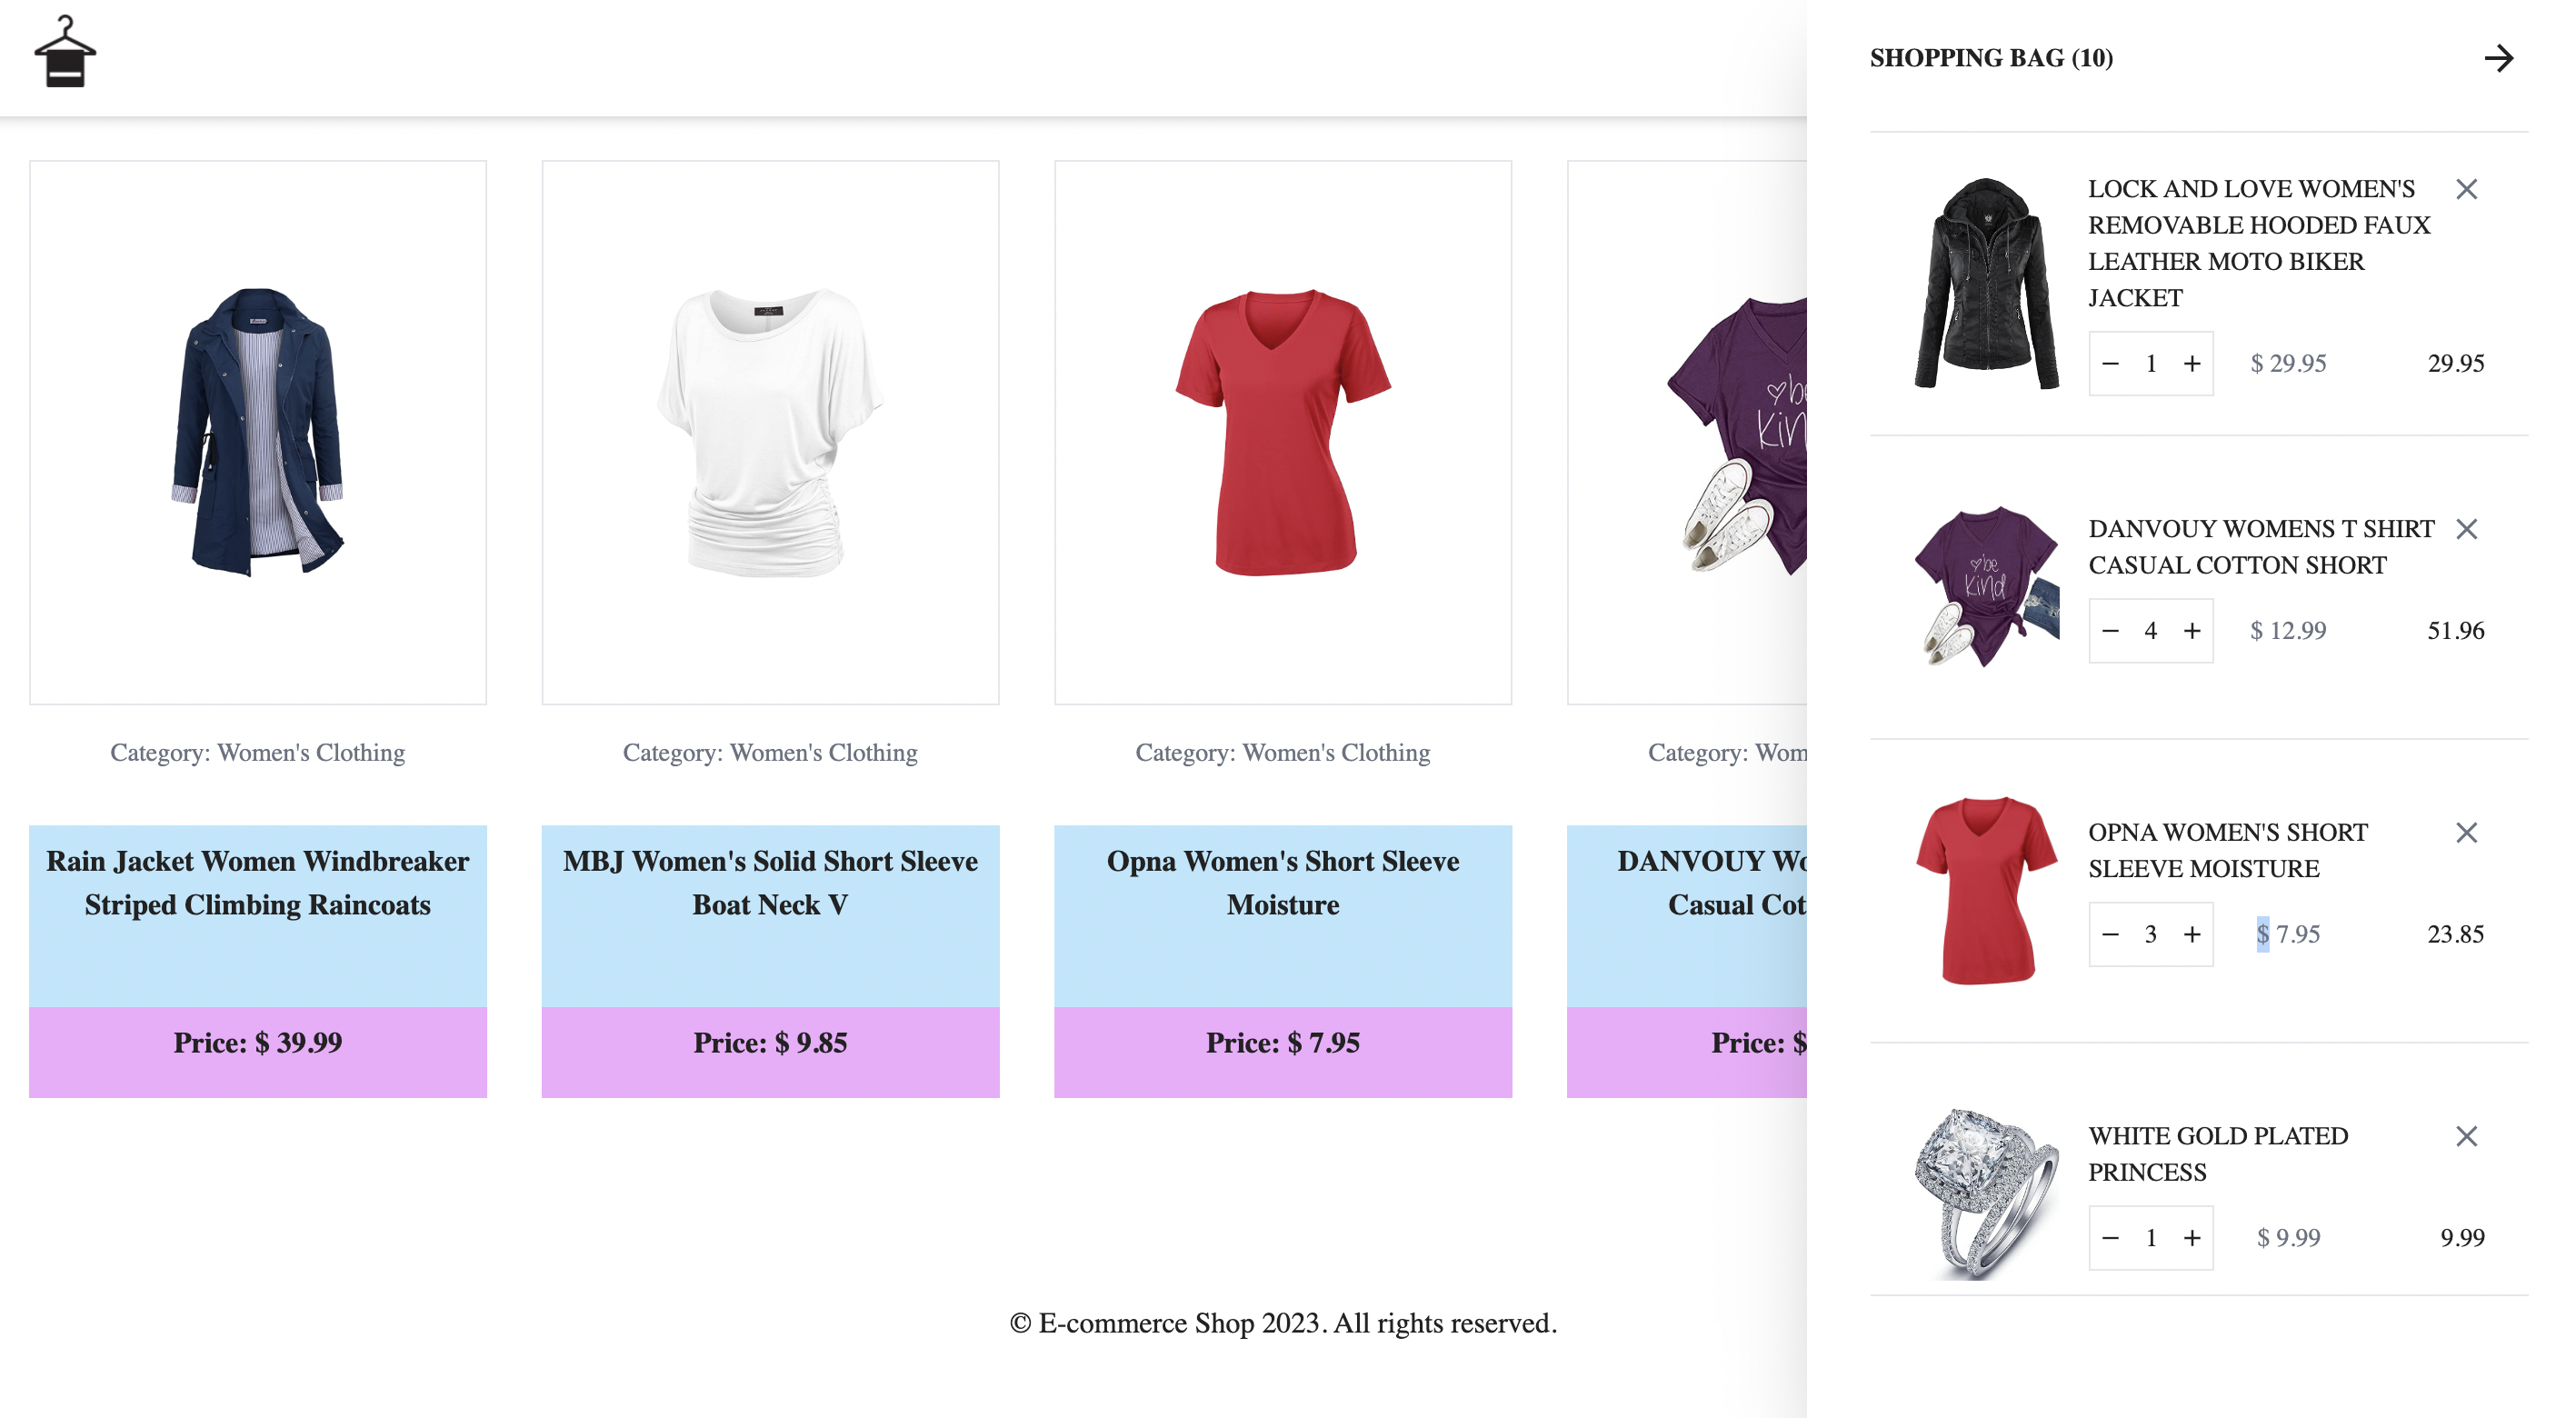 SHOPPING BAG (10)
LOCK AND LOVE WOMEN'S
REMOVABLE HOODED FAUX
LEATHER MOTO BIKER
JACKET
− 1 + $ 29.95 29.95
be
kind
DANVOUY WOMENS T SHIRT
CASUAL COTTON SHORT
− 4 + $ 12.99 51.96
OPNA WOMEN'S SHORT
SLEEVE MOISTURE
− 3 + $ 7.95 23.85
WHITE GOLD PLATED
PRINCESS
− 1 + $ 9.99 9.99
Category: Women's Clothing
Rain Jacket Women Windbreaker
Striped Climbing Raincoats
Price: $ 39.99
Category: Women's Clothing
MBJ Women's Solid Short Sleeve
Boat Neck V
Price: $ 9.85
Category: Women's Clothing
Opna Women's Short Sleeve
Moisture
Price: $ 7.95
be
Kin
Category: Wom
DANVOUY Wo
Casual Cot
Price: $
© E-commerce Shop 2023. All rights reserved.